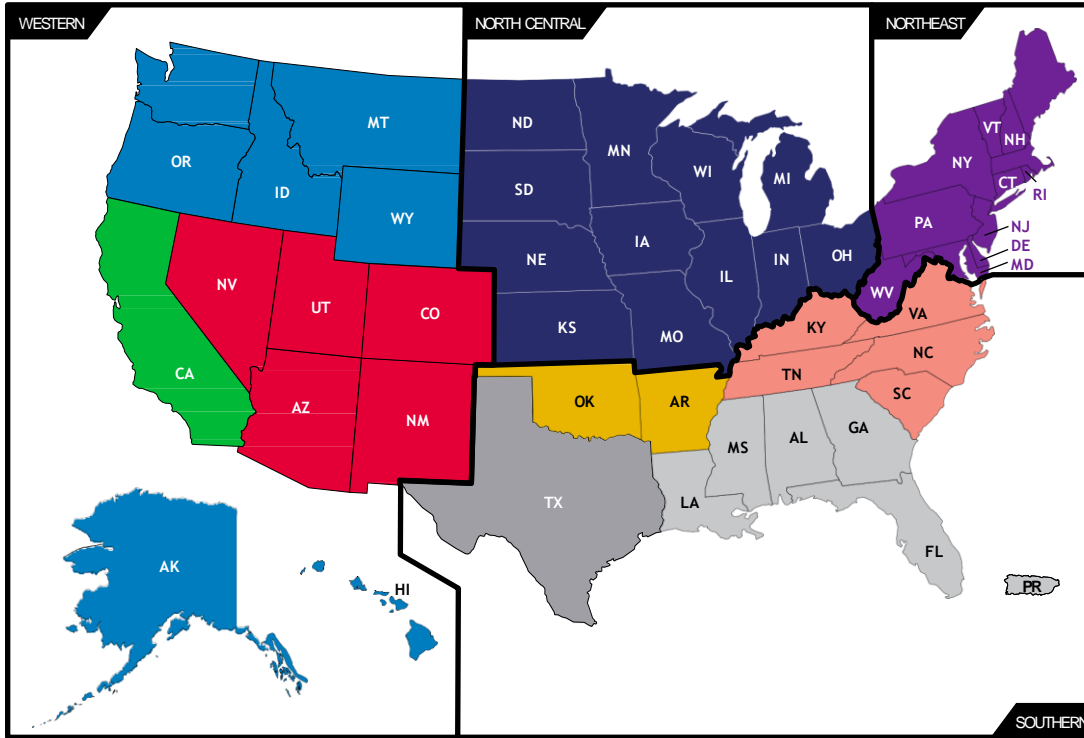 WESTERN
NORTH CENTRAL
NORTHEAST
MT
ND
MN
VT
NH
OR
WI
MI
NY
ID
SD
CT
RI
WY
PA
IA
NJ
NE
OH
DE
IN
MD
NV
IL
WV
UT
CO
KS
MO
KY
VA
NC
CA
TN
SC
AZ
NM
OK
AR
GA
MS
AL
TX
LA
FL
AK
HI
PR
SOUTHERN